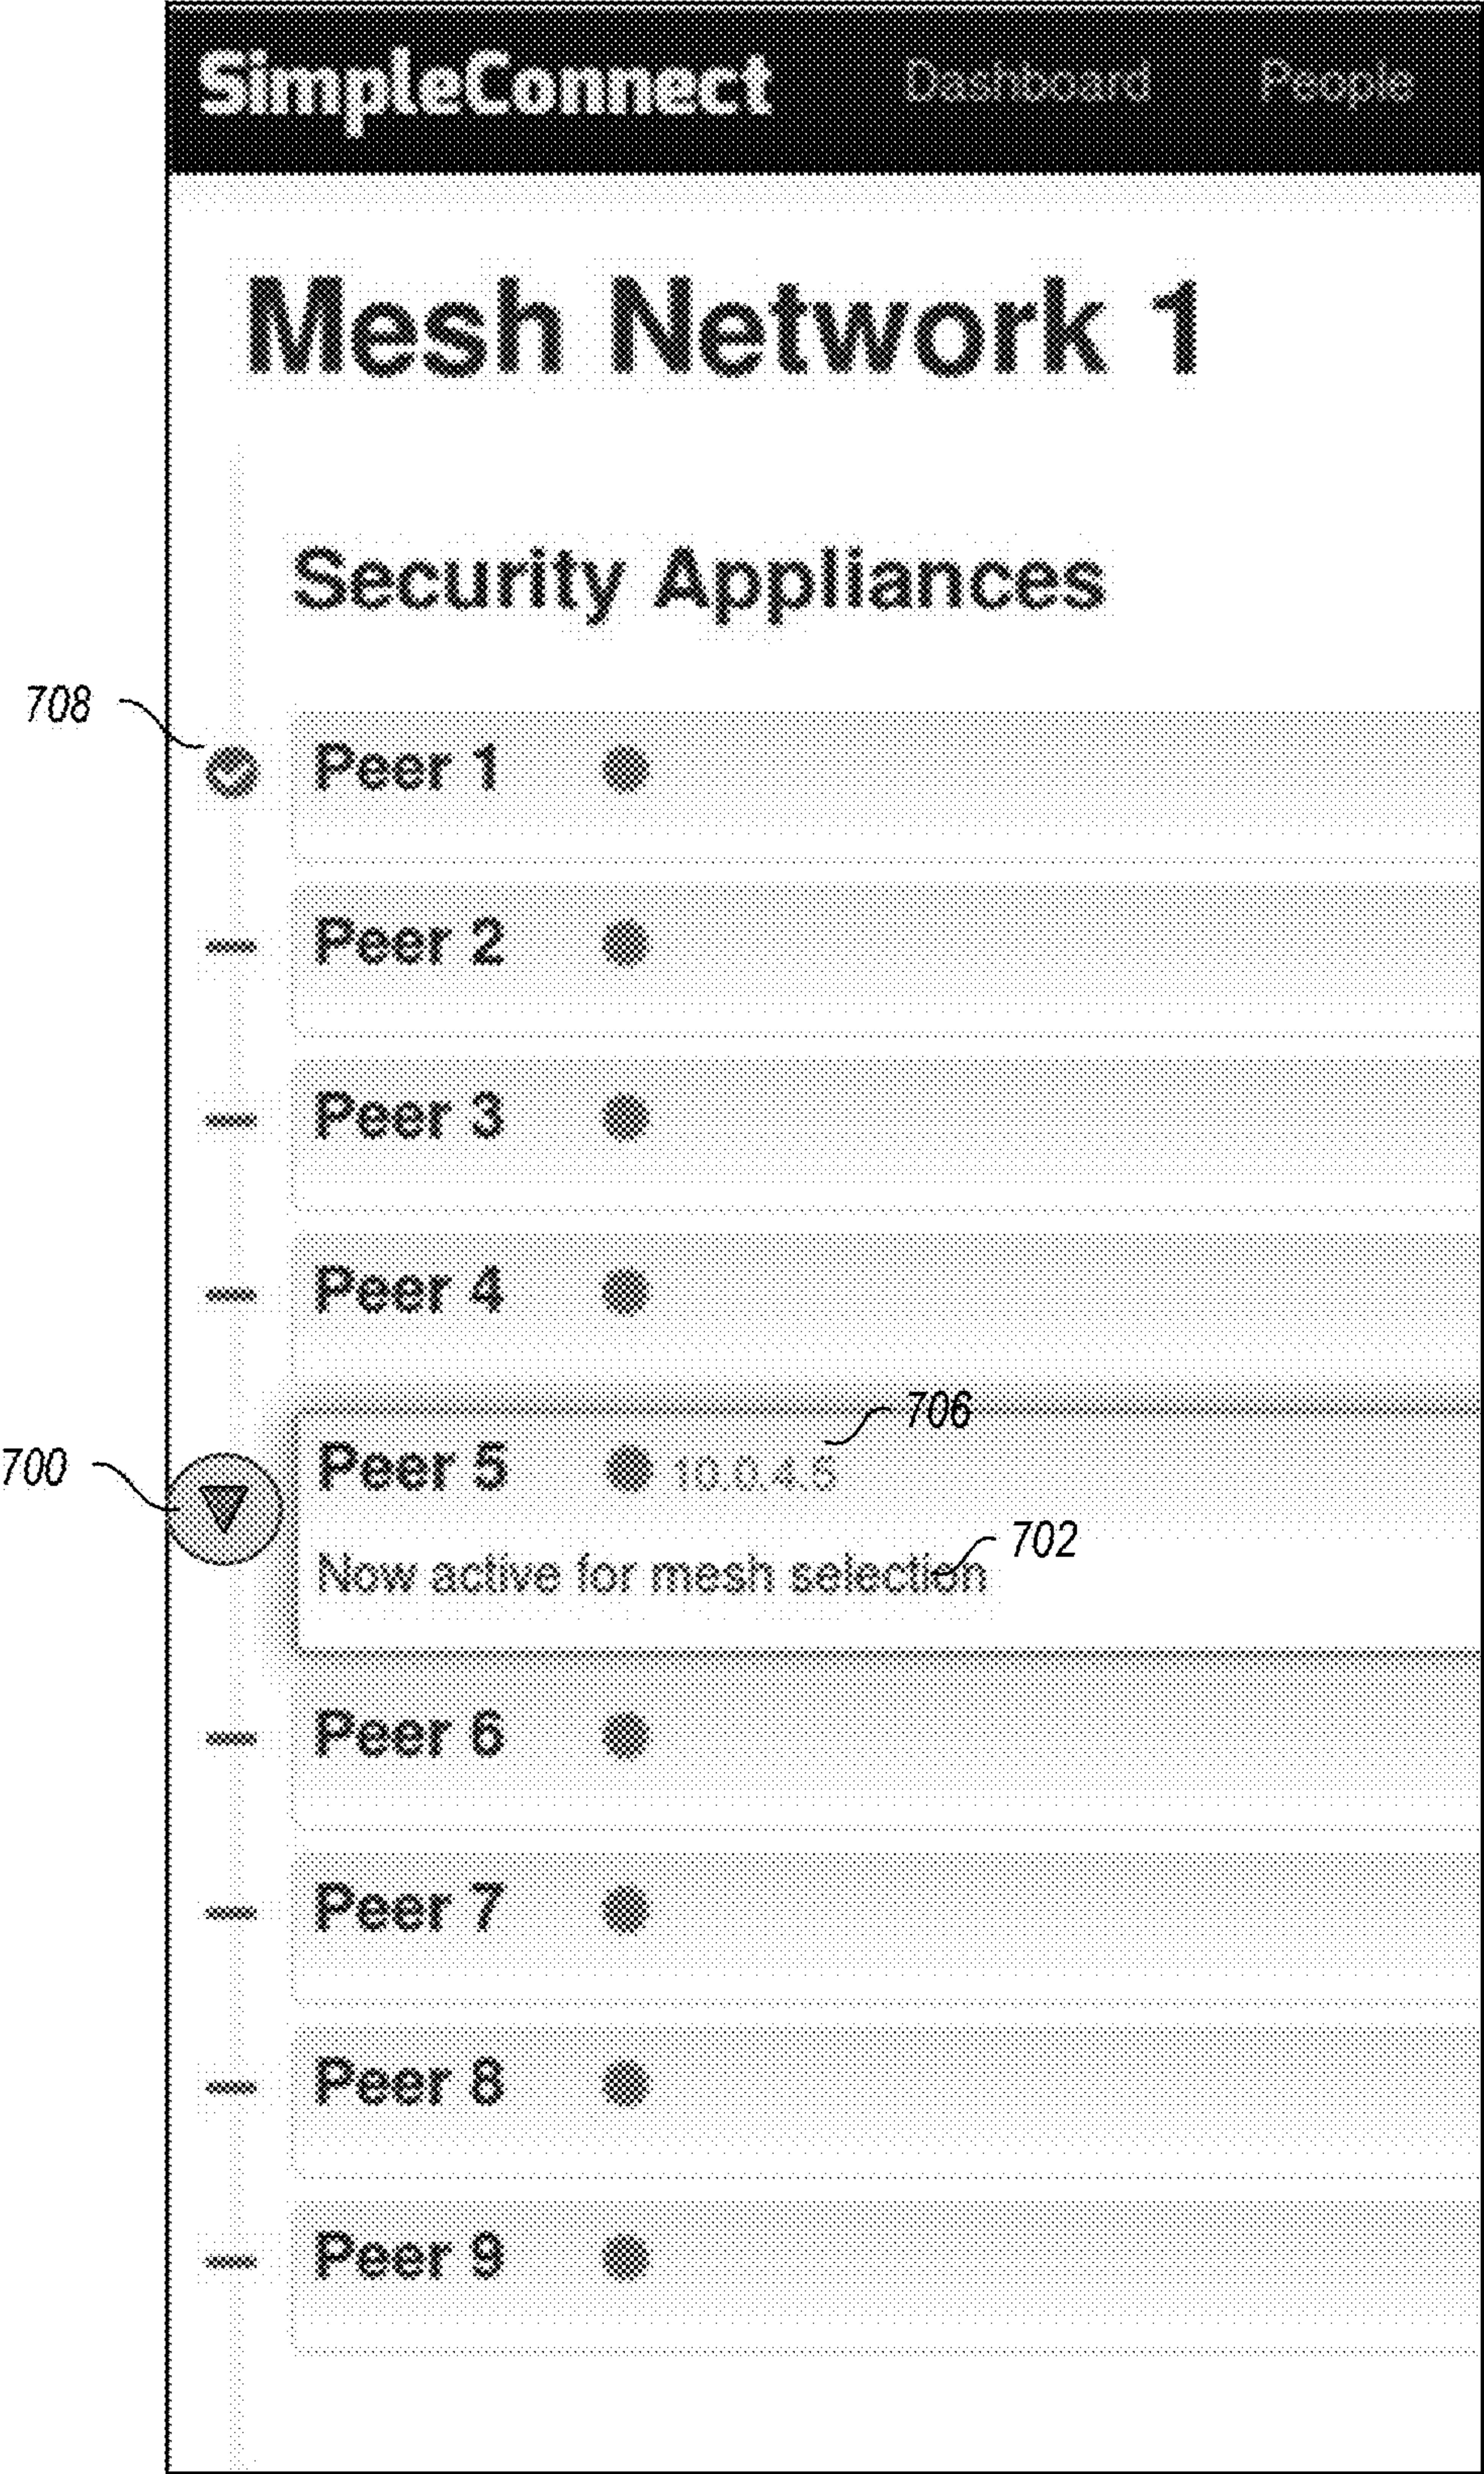 SimpleConnect Dashboard People
Mesh Network 1
Security Appliances
708
Peer 1
Peer 2
Peer 3
Peer 4
706
700
Peer 5 10.0.4.5
702
Now active for mesh selection
Peer 6
Peer 7
Peer 8
Peer 9